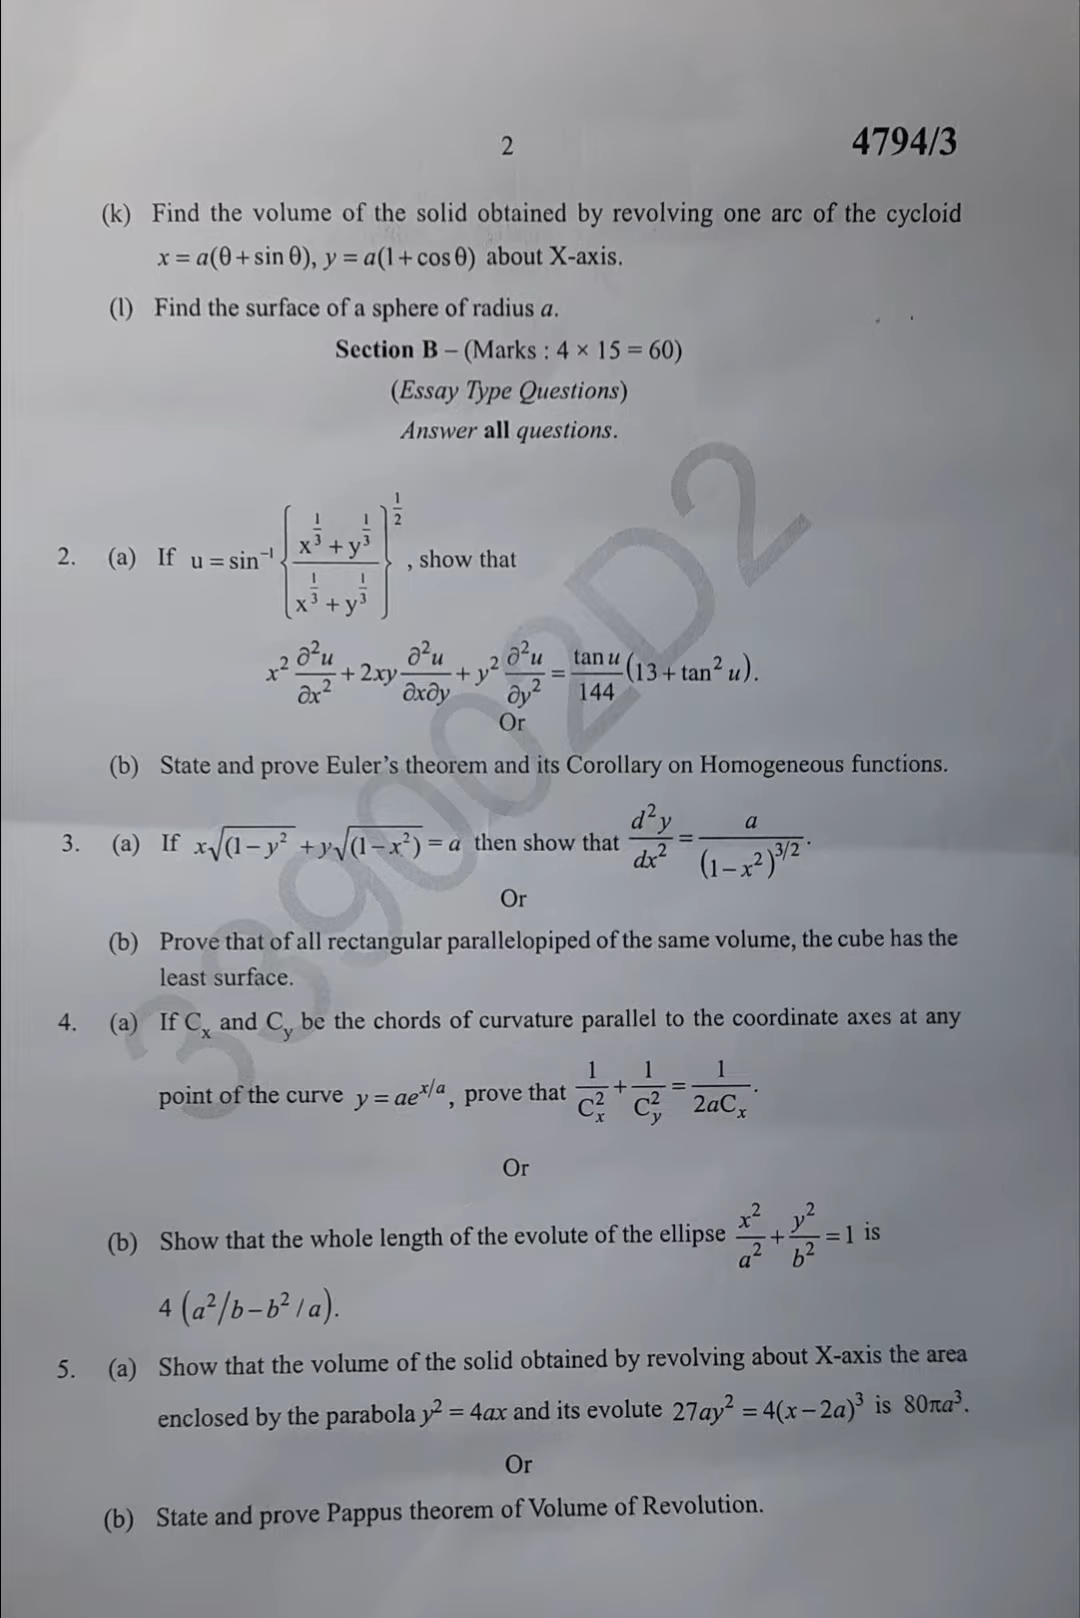 2
4794/3
(k) Find the volume of the solid obtained by revolving one arc of the cycloid
x = a(θ + sin θ), y = a(1 + cos θ) about X-axis.
(l) Find the surface of a sphere of radius a.
Section B – (Marks : 4 × 15 = 60)
(Essay Type Questions)
Answer all questions.
2. (a) If u = sin⁻¹ {(x^(1/3) + y^(1/3)) / (x^(1/3) + y^(1/3))}^(1/2), show that
x² ∂²u/∂x² + 2xy ∂²u/∂x∂y + y² ∂²u/∂y² = tan u/144 (13 + tan² u).
Or
(b) State and prove Euler's theorem and its Corollary on Homogeneous functions.
3. (a) If x√((1 – y²) + y√((1 – x²) = a then show that d²y/dx² = a/(1 – x²)^(3/2).
Or
(b) Prove that of all rectangular parallelopiped of the same volume, the cube has the
least surface.
4. (a) If Cₓ and C_y be the chords of curvature parallel to the coordinate axes at any
point of the curve y = ae^(x/a), prove that 1/Cₓ² + 1/C_y² = 1/2aCₓ.
Or
(b) Show that the whole length of the evolute of the ellipse x²/a² + y²/b² = 1 is
4 (a²/b – b²/a).
5. (a) Show that the volume of the solid obtained by revolving about X-axis the area
enclosed by the parabola y² = 4ax and its evolute 27ay² = 4(x – 2a)³ is 80πa³.
Or
(b) State and prove Pappus theorem of Volume of Revolution.
339002D2